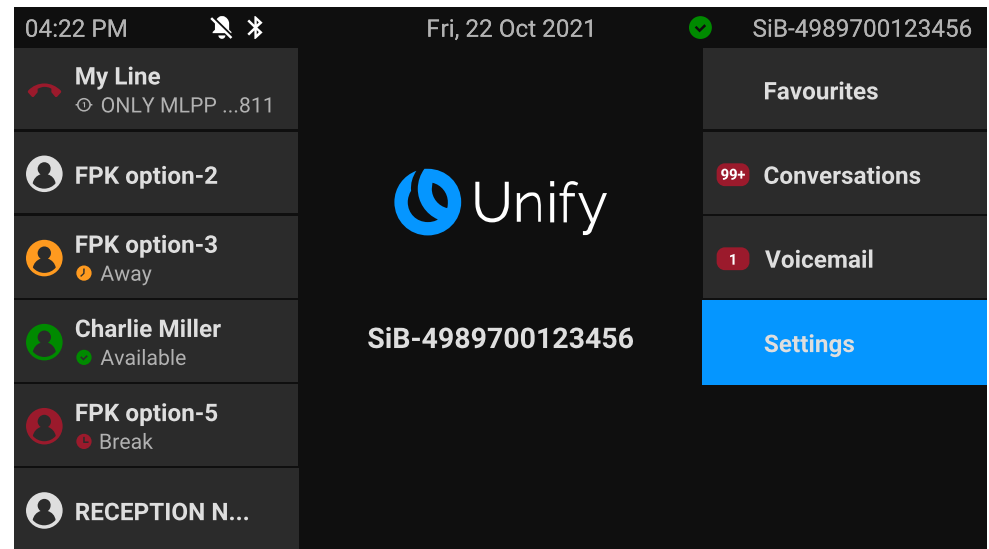 04:22 PM Fri, 22 Oct 2021 SiB-4989700123456
My Line
ONLY MLPP ...811
FPK option-2
FPK option-3
Away
Charlie Miller
Available
FPK option-5
Break
RECEPTION N...
Unify
SiB-4989700123456
Favourites
99+ Conversations
1 Voicemail
Settings